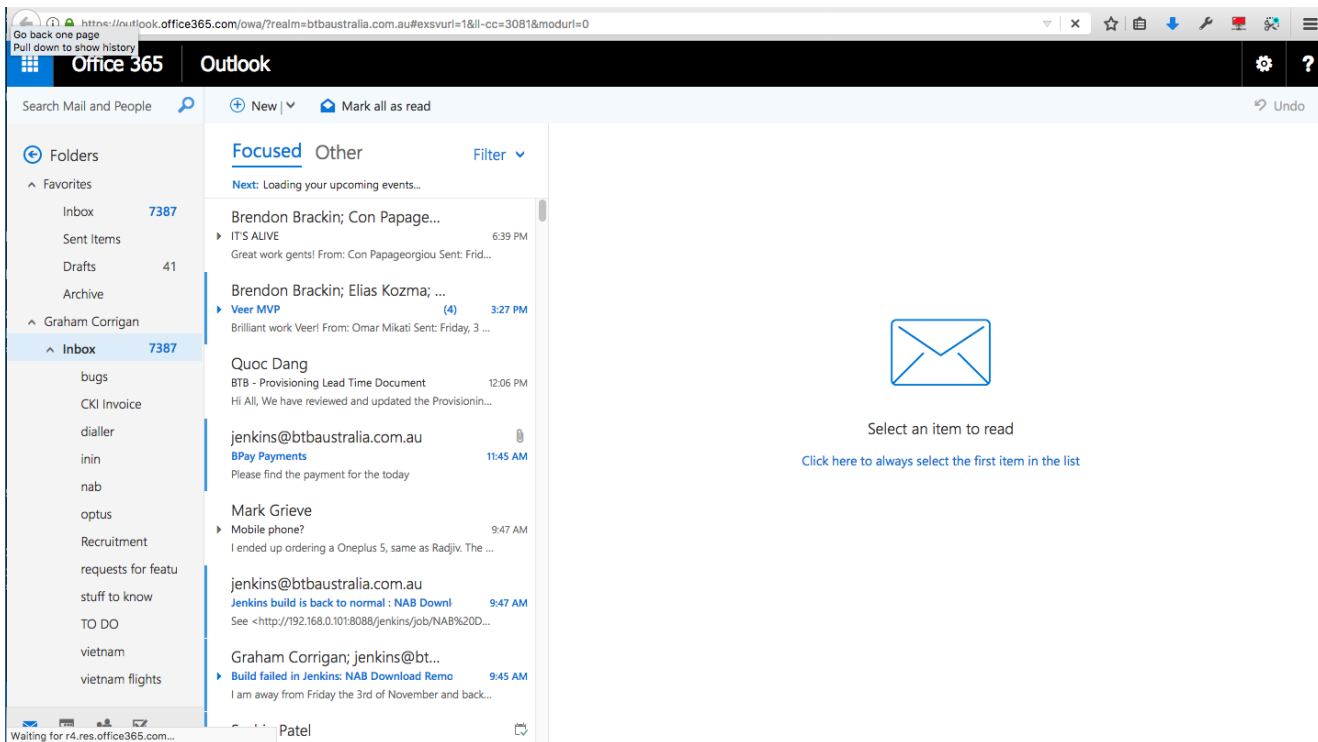 https://outlook.office365.com/owa/?realm=btbaustralia.com.au#exsvurl=1&ll-cc=3081&modurl=0
Go back one page
Pull down to show history
Office 365 Outlook ?
Search Mail and People New Mark all as read Undo
Folders
Favorites
Inbox 7387
Sent Items
Drafts 41
Archive
Graham Corrigan
Inbox 7387
bugs
CKI Invoice
dialler
inin
nab
optus
Recruitment
requests for featu
stuff to know
TO DO
vietnam
vietnam flights
Waiting for r4.res.office365.com...
Focused Other Filter
Next: Loading your upcoming events...
Brendon Brackin; Con Papage...
IT'S ALIVE 6:39 PM
Great work gents! From: Con Papageorgiou Sent: Frid...
Brendon Brackin; Elias Kozma; ...
Veer MVP (4) 3:27 PM
Brilliant work Veer! From: Omar Mikati Sent: Friday, 3 ...
Quoc Dang
BTB - Provisioning Lead Time Document 12:06 PM
Hi All, We have reviewed and updated the Provisionin...
jenkins@btbaustralia.com.au
BPay Payments 11:45 AM
Please find the payment for the today
Mark Grieve
Mobile phone? 9:47 AM
I ended up ordering a Oneplus 5, same as Radjiv. The ...
jenkins@btbaustralia.com.au
Jenkins build is back to normal : NAB Downl 9:47 AM
See <http://192.168.0.101:8088/jenkins/job/NAB%20D...
Graham Corrigan; jenkins@bt...
Build failed in Jenkins: NAB Download Remo 9:45 AM
I am away from Friday the 3rd of November and back...
Patel
Select an item to read
Click here to always select the first item in the list